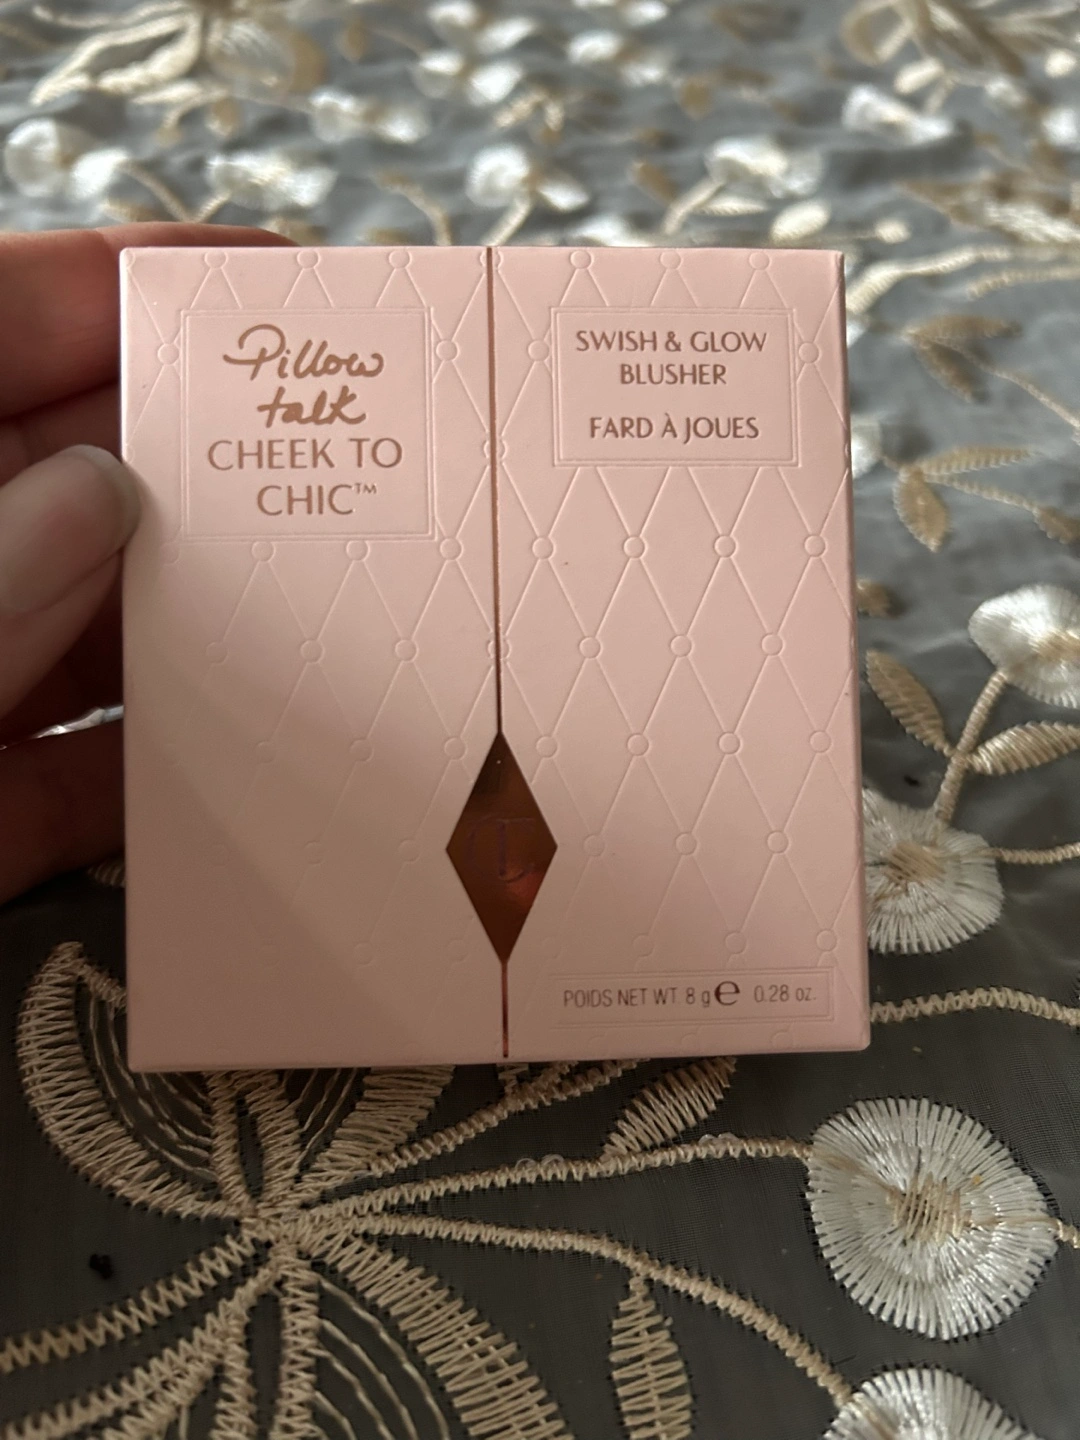 Pillow
talk
CHEEK TO
CHIC™
SWISH & GLOW
BLUSHER
FARD À JOUES
POIDS NET WT 8 g ℮ 0.28 oz.